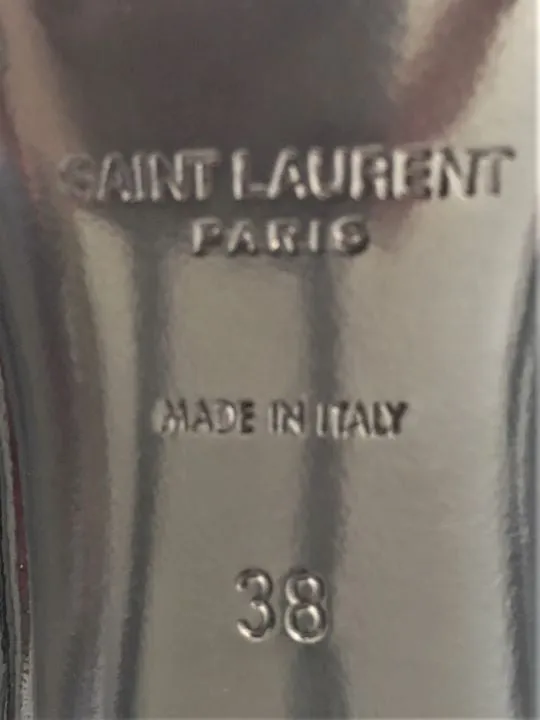 SAINT LAURENT
PARIS
MADE IN ITALY
38